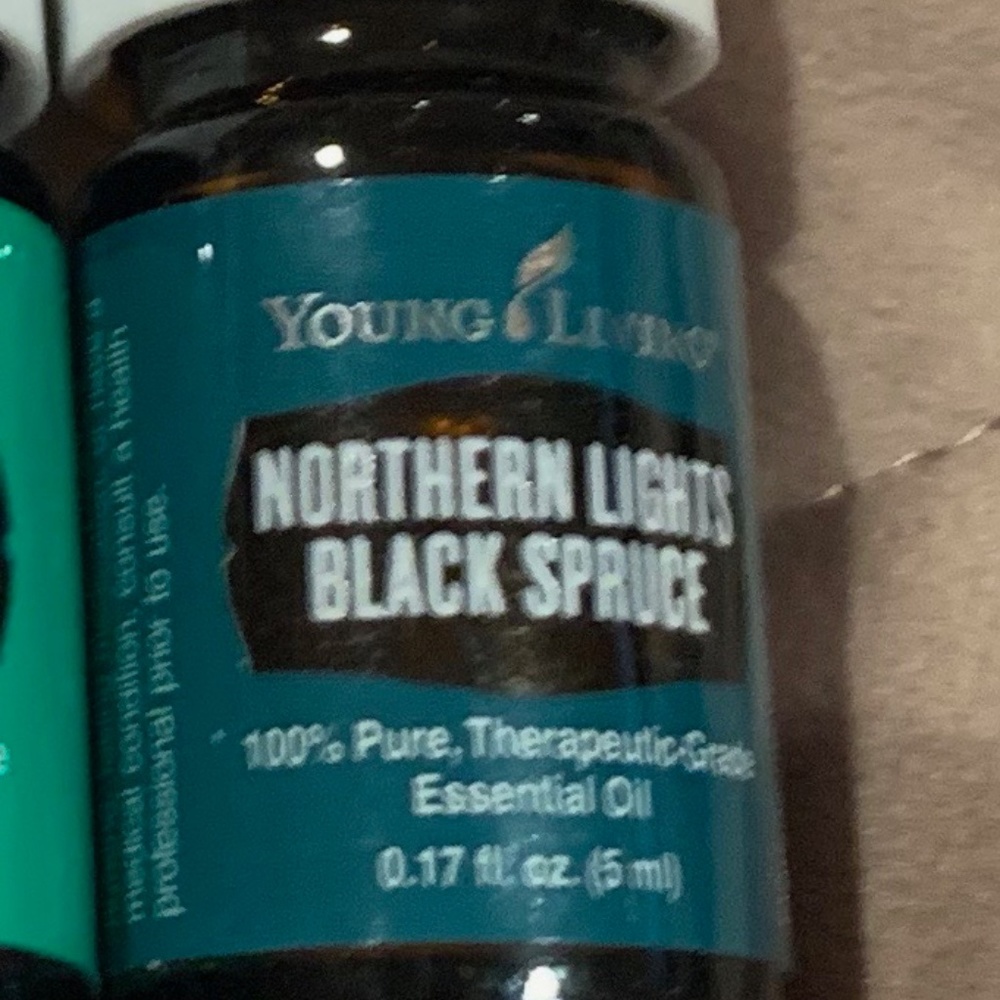 YOUNG LIVING
NORTHERN LIGHTS
BLACK SPRUCE
100% Pure, Therapeutic-Grade
Essential Oil
0.17 fl. oz. (5 ml)
medical condition, consult a health
professional prior to use.